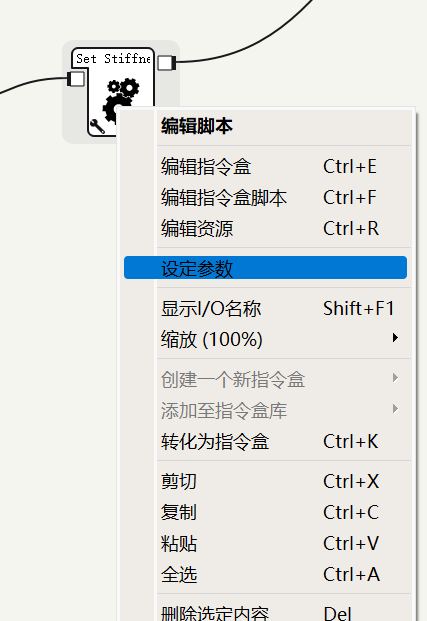 Set Stiffne
编辑脚本
编辑指令盒 Ctrl+E
编辑指令盒脚本 Ctrl+F
编辑资源 Ctrl+R
设定参数
显示I/O名称 Shift+F1
缩放 (100%)
创建一个新指令盒
添加至指令盒库
转化为指令盒 Ctrl+K
剪切 Ctrl+X
复制 Ctrl+C
粘贴 Ctrl+V
全选 Ctrl+A
删除选定内容 Del